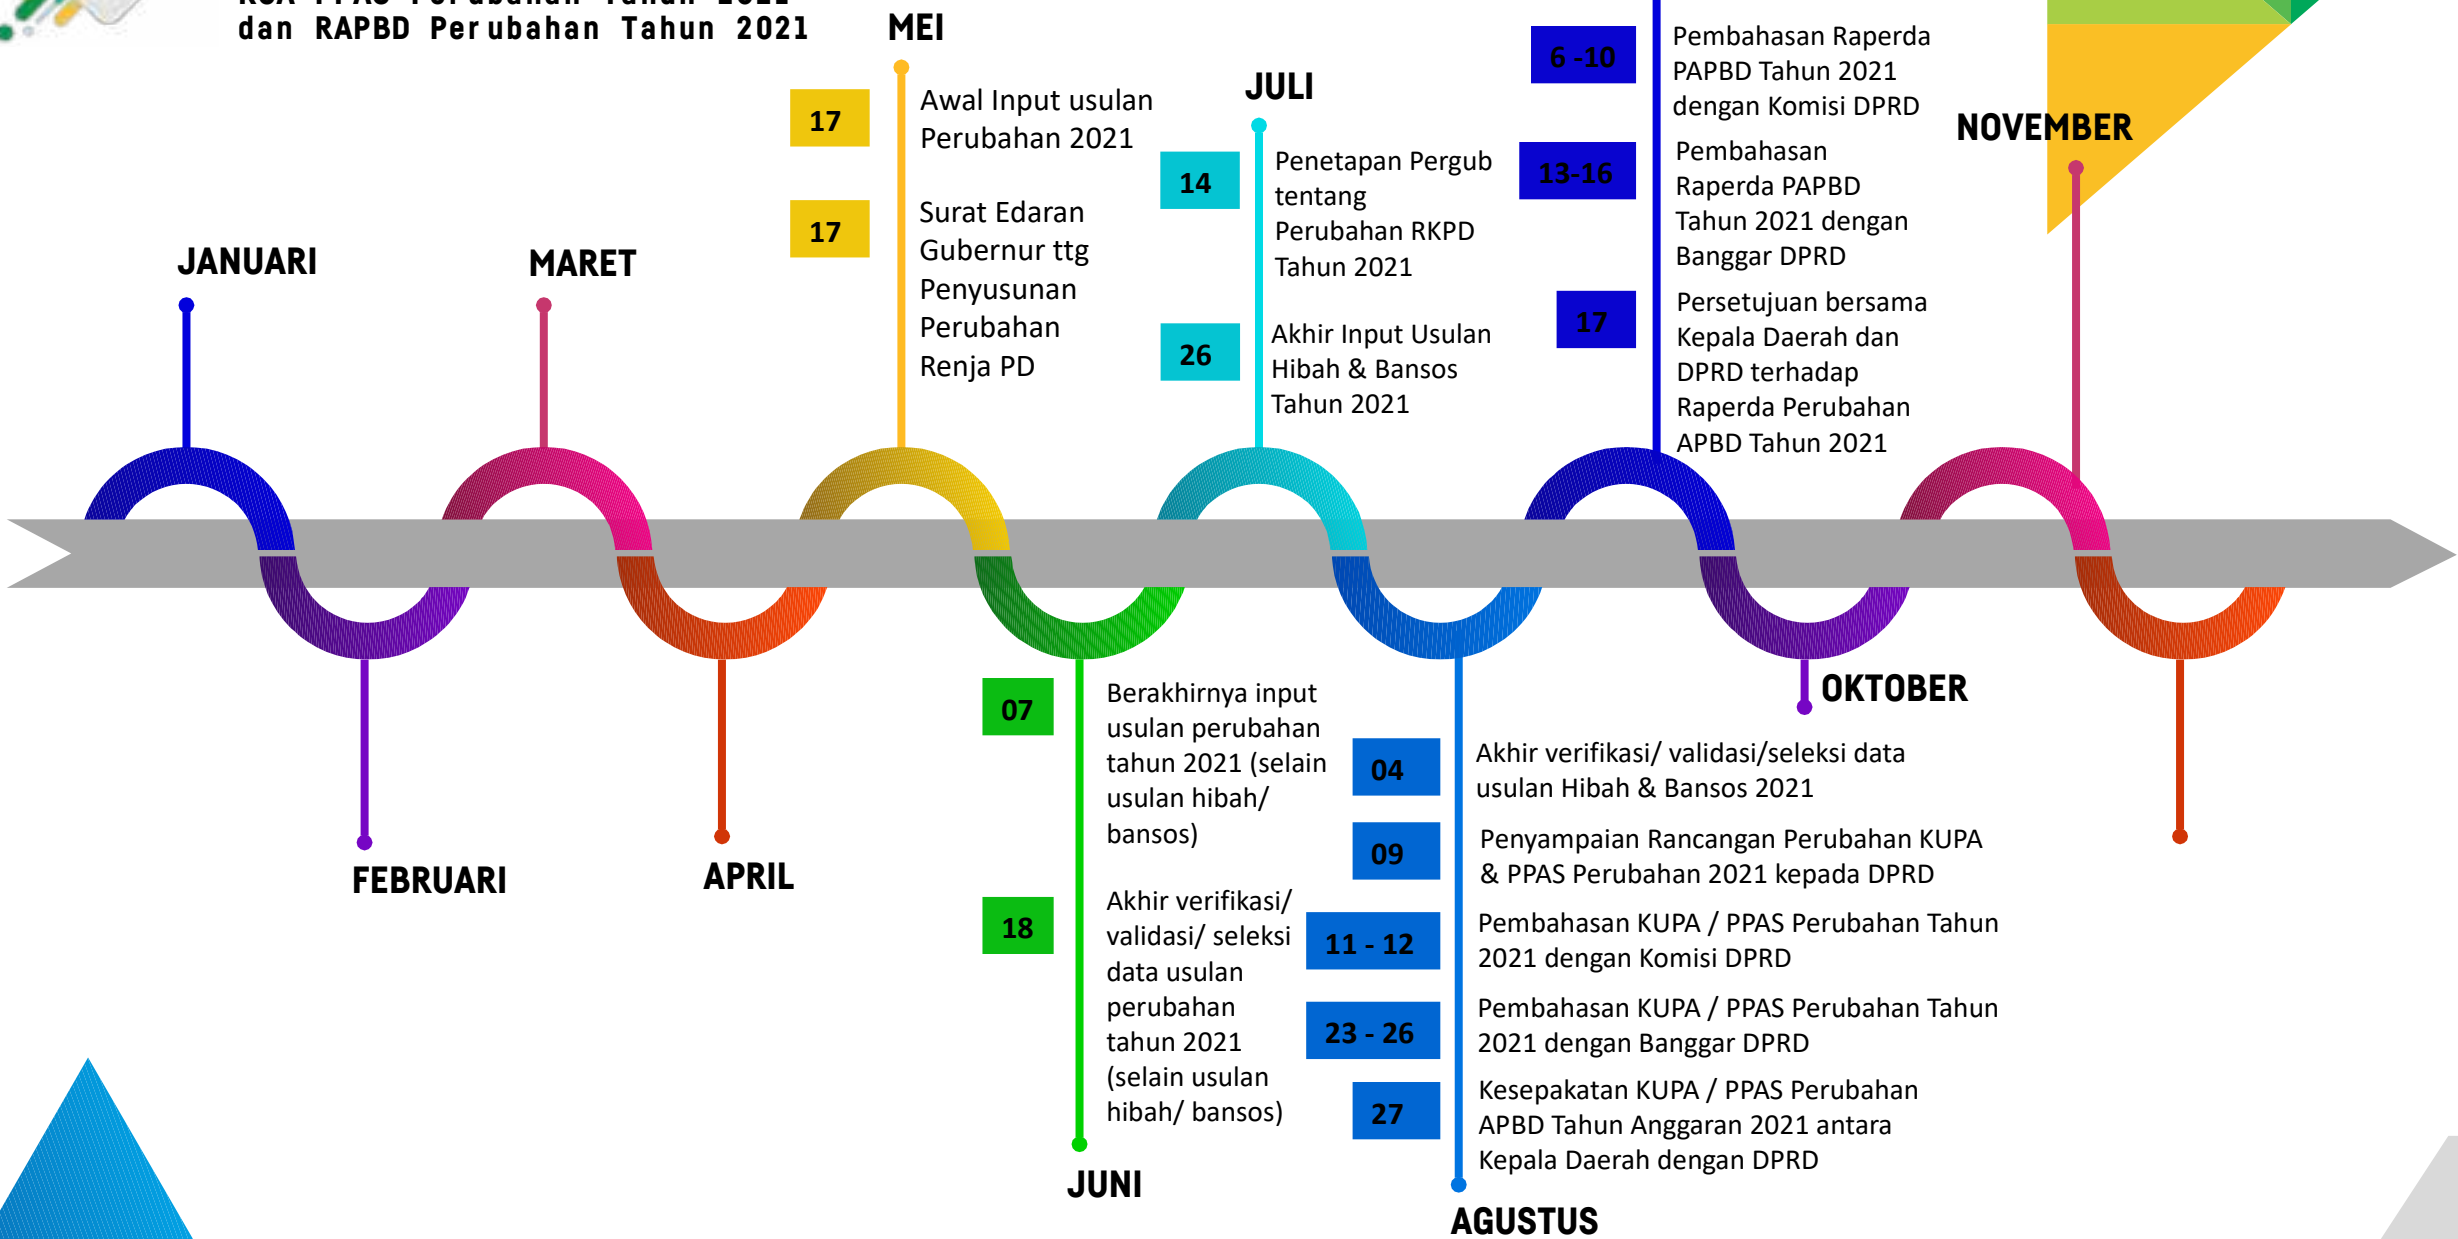 dan RAPBD Perubahan Tahun 2021
MEI
17
Awal Input usulan
Perubahan 2021
17
Surat Edaran
Gubernur ttg
Penyusunan
Perubahan
Renja PD
JULI
14
Penetapan Pergub
tentang
Perubahan RKPD
Tahun 2021
26
Akhir Input Usulan
Hibah & Bansos
Tahun 2021
6 -10
Pembahasan Raperda
PAPBD Tahun 2021
dengan Komisi DPRD
13-16
Pembahasan
Raperda PAPBD
Tahun 2021 dengan
Banggar DPRD
17
Persetujuan bersama
Kepala Daerah dan
DPRD terhadap
Raperda Perubahan
APBD Tahun 2021
NOVEMBER
JANUARI
MARET
FEBRUARI
APRIL
07
Berakhirnya input
usulan perubahan
tahun 2021 (selain
usulan hibah/
bansos)
18
Akhir verifikasi/
validasi/ seleksi
data usulan
perubahan
tahun 2021
(selain usulan
hibah/ bansos)
JUNI
OKTOBER
04
Akhir verifikasi/ validasi/seleksi data
usulan Hibah & Bansos 2021
09
Penyampaian Rancangan Perubahan KUPA
& PPAS Perubahan 2021 kepada DPRD
11 - 12
Pembahasan KUPA / PPAS Perubahan Tahun
2021 dengan Komisi DPRD
23 - 26
Pembahasan KUPA / PPAS Perubahan Tahun
2021 dengan Banggar DPRD
27
Kesepakatan KUPA / PPAS Perubahan
APBD Tahun Anggaran 2021 antara
Kepala Daerah dengan DPRD
AGUSTUS